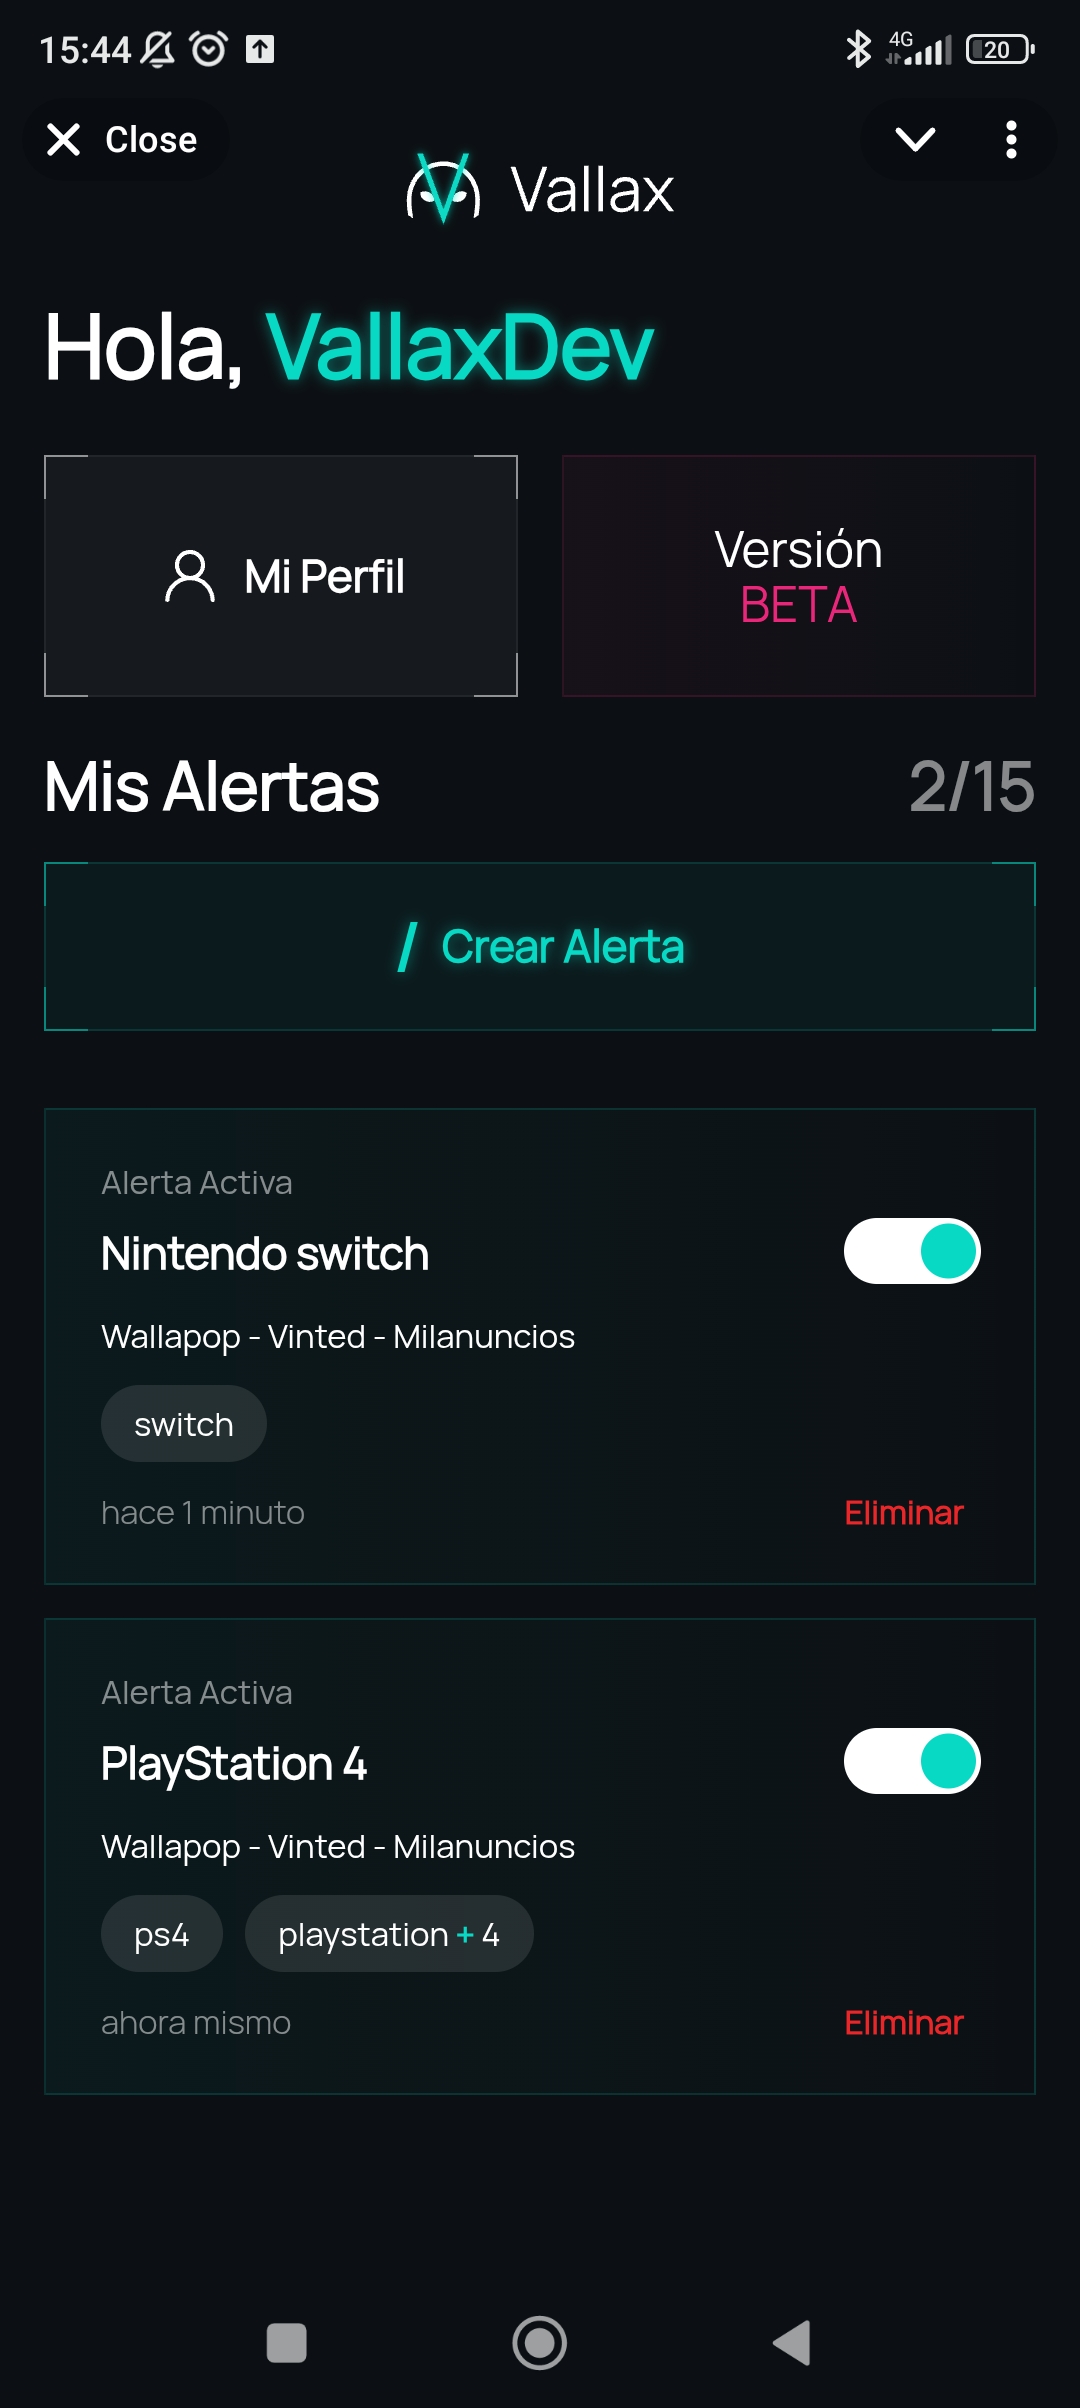 15:44
4G
20
Close
Vallax
Hola, VallaxDev
Mi Perfil
Versión
BETA
Mis Alertas 2/15
/ Crear Alerta
Alerta Activa
Nintendo switch
Wallapop - Vinted - Milanuncios
switch
hace 1 minuto Eliminar
Alerta Activa
PlayStation 4
Wallapop - Vinted - Milanuncios
ps4 playstation + 4
ahora mismo Eliminar